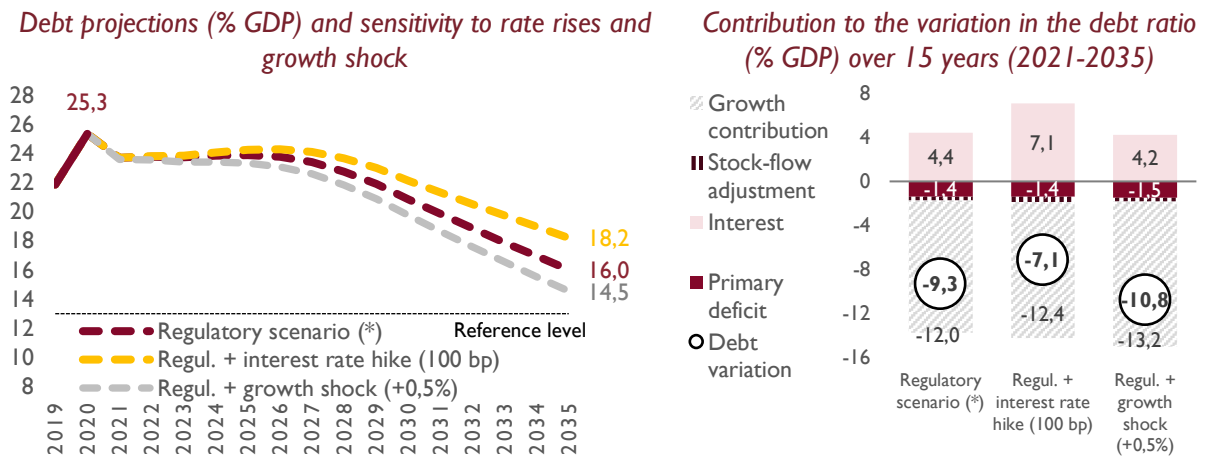 Debt projections (% GDP) and sensitivity to rate rises and
growth shock
28
26
24
22
20
18
16
14
12
10
8
25,3
18,2
16,0
14,5
Reference level
Regulatory scenario (*)
Regul. + interest rate hike (100 bp)
Regul. + growth shock (+0,5%)
2019
2020
2021
2022
2023
2024
2025
2026
2027
2028
2029
2030
2031
2032
2033
2034
2035
Contribution to the variation in the debt ratio
(% GDP) over 15 years (2021-2035)
Growth
contribution
Stock-flow
adjustment
Interest
Primary
deficit
Debt
variation
8
4
0
-4
-8
-12
-16
4,4
7,1
4,2
-1,4
-1,4
-1,5
-9,3
-7,1
-10,8
-12,0
-12,4
-13,2
Regulatory
scenario (*)
Regul. +
interest rate
hike (100 bp)
Regul. +
growth
shock
(+0,5%)